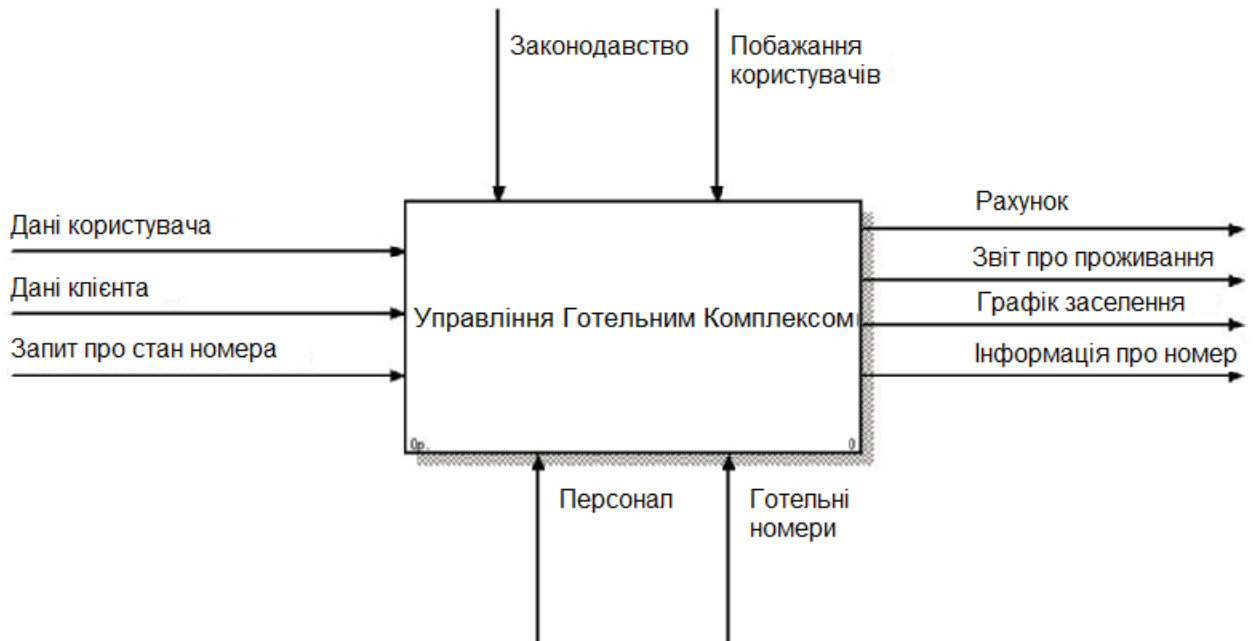 Законодавство
Побажання
користувачів
Дані користувача
Дані клієнта
Запит про стан номера
Управління Готельним Комплексом
Рахунок
Звіт про проживання
Графік заселення
Інформація про номер
0р.
0
Персонал
Готельні
номери